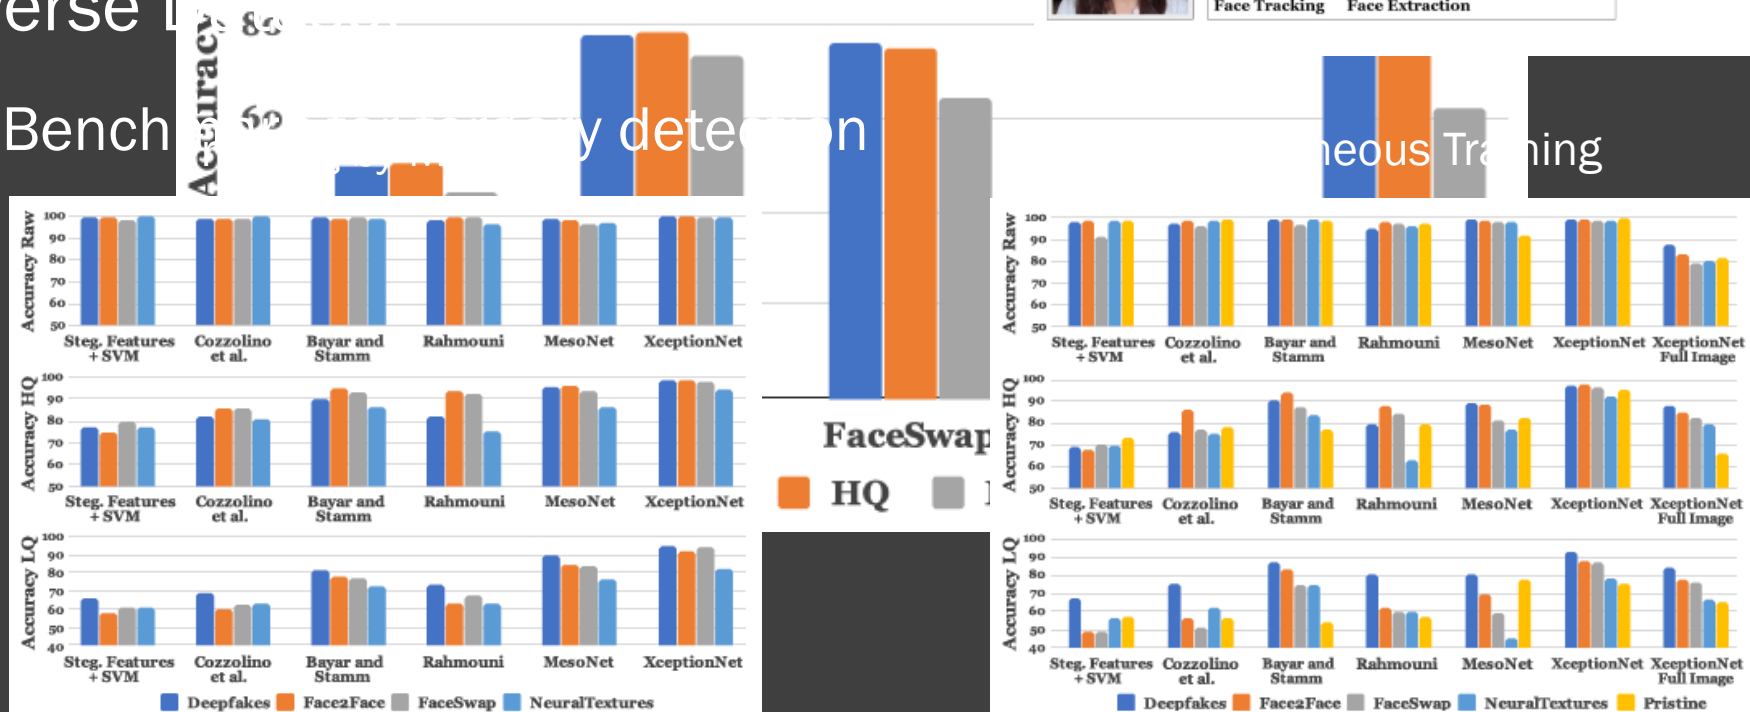 erse
Face Tracking Face Extraction
Accuracy
80
60
Bench
y detection
neous Training
FaceSwap
HQ
Accuracy Raw
100
90
80
70
60
50
Steg. Features + SVM
Cozzolino et al.
Bayar and Stamm
Rahmouni
MesoNet
XceptionNet
Accuracy HQ
100
90
80
70
60
50
Steg. Features + SVM
Cozzolino et al.
Bayar and Stamm
Rahmouni
MesoNet
XceptionNet
Accuracy LQ
100
90
80
70
60
50
40
Steg. Features + SVM
Cozzolino et al.
Bayar and Stamm
Rahmouni
MesoNet
XceptionNet
Deepfakes Face2Face FaceSwap NeuralTextures
Accuracy Raw
100
90
80
70
60
50
Steg. Features + SVM
Cozzolino et al.
Bayar and Stamm
Rahmouni
MesoNet
XceptionNet
XceptionNet Full Image
Accuracy HQ
100
90
80
70
60
50
Steg. Features + SVM
Cozzolino et al.
Bayar and Stamm
Rahmouni
MesoNet
XceptionNet
XceptionNet Full Image
Accuracy LQ
100
90
80
70
60
50
40
Steg. Features + SVM
Cozzolino et al.
Bayar and Stamm
Rahmouni
MesoNet
XceptionNet
XceptionNet Full Image
Deepfakes Face2Face FaceSwap NeuralTextures Pristine